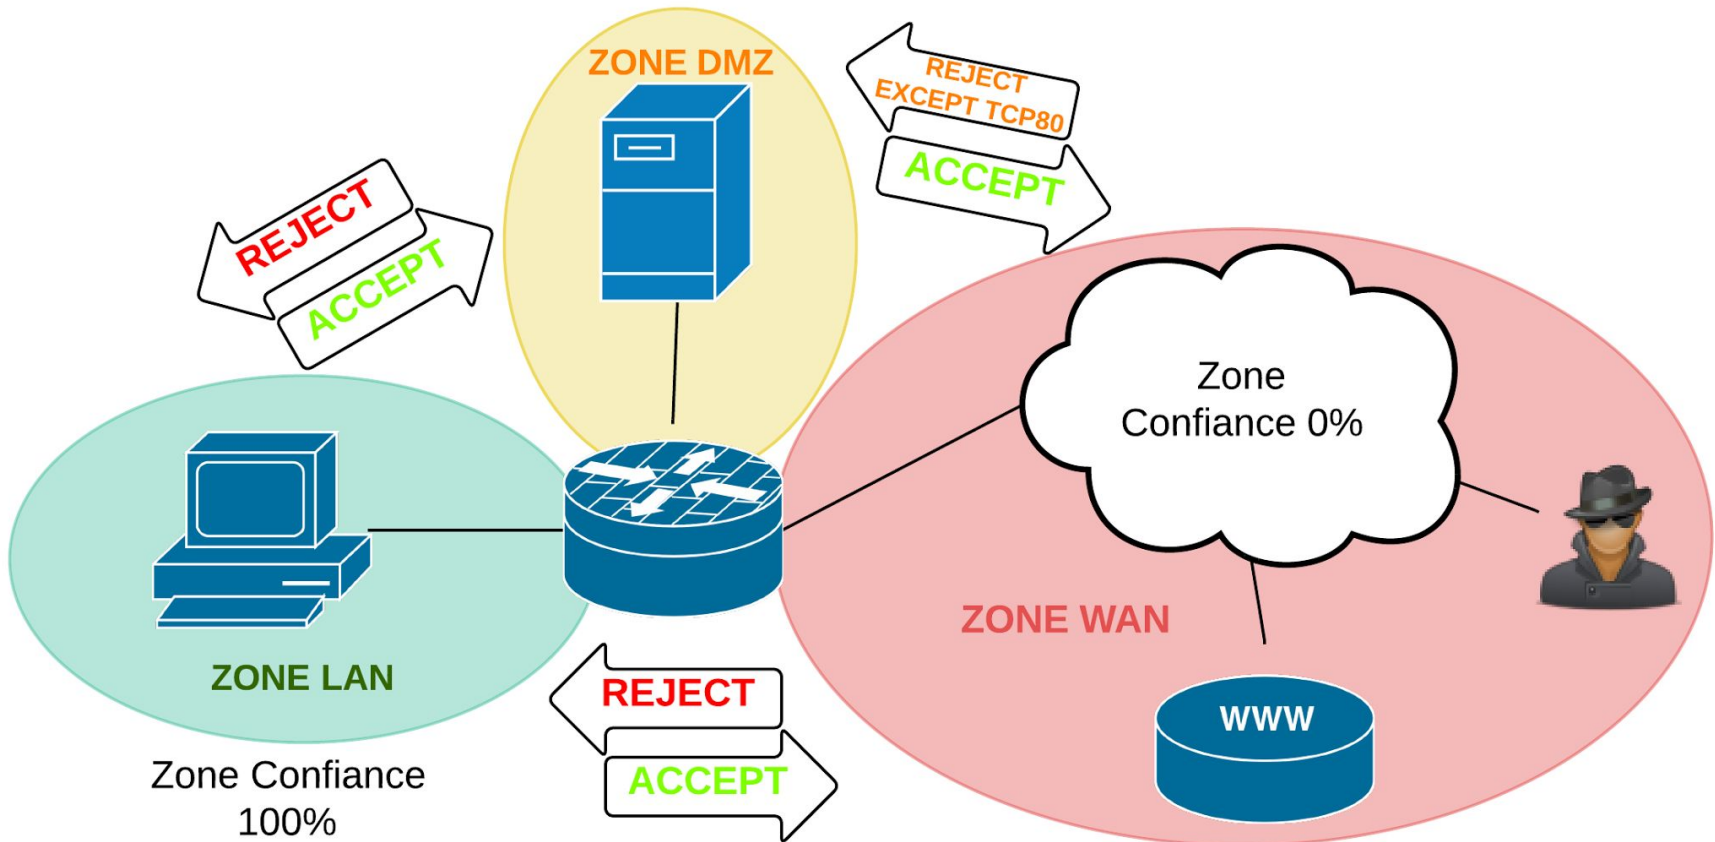 ZONE DMZ
REJECT
EXCEPT TCP80
ACCEPT
REJECT
ACCEPT
Zone
Confiance 0%
ZONE WAN
ZONE LAN
REJECT
ACCEPT
WWW
Zone Confiance
100%